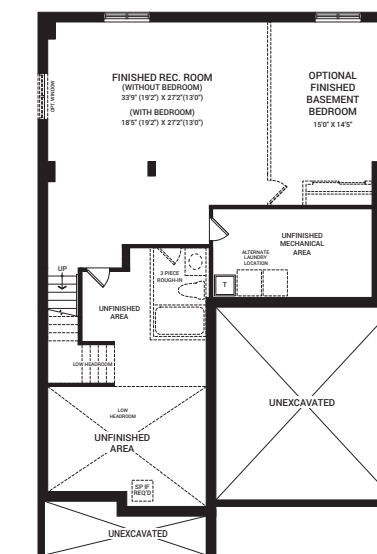 FINISHED REC. ROOM
(WITHOUT BEDROOM)
33'9" (19'2") X 27'2"(13'0")
(WITH BEDROOM)
18'5" (19'2") X 27'2"(13'0")
OPTIONAL
FINISHED
BASEMENT
BEDROOM
15'0" X 14'5"
OPT. WINDOW
UNFINISHED
MECHANICAL
AREA
ALTERNATE
LAUNDRY
LOCATION
T
UP
3 PIECE
ROUGH-IN
UNFINISHED
AREA
LOW HEADROOM
LOW
HEADROOM
UNFINISHED
AREA
SP IF
REQ'D
UNEXCAVATED
UNEXCAVATED